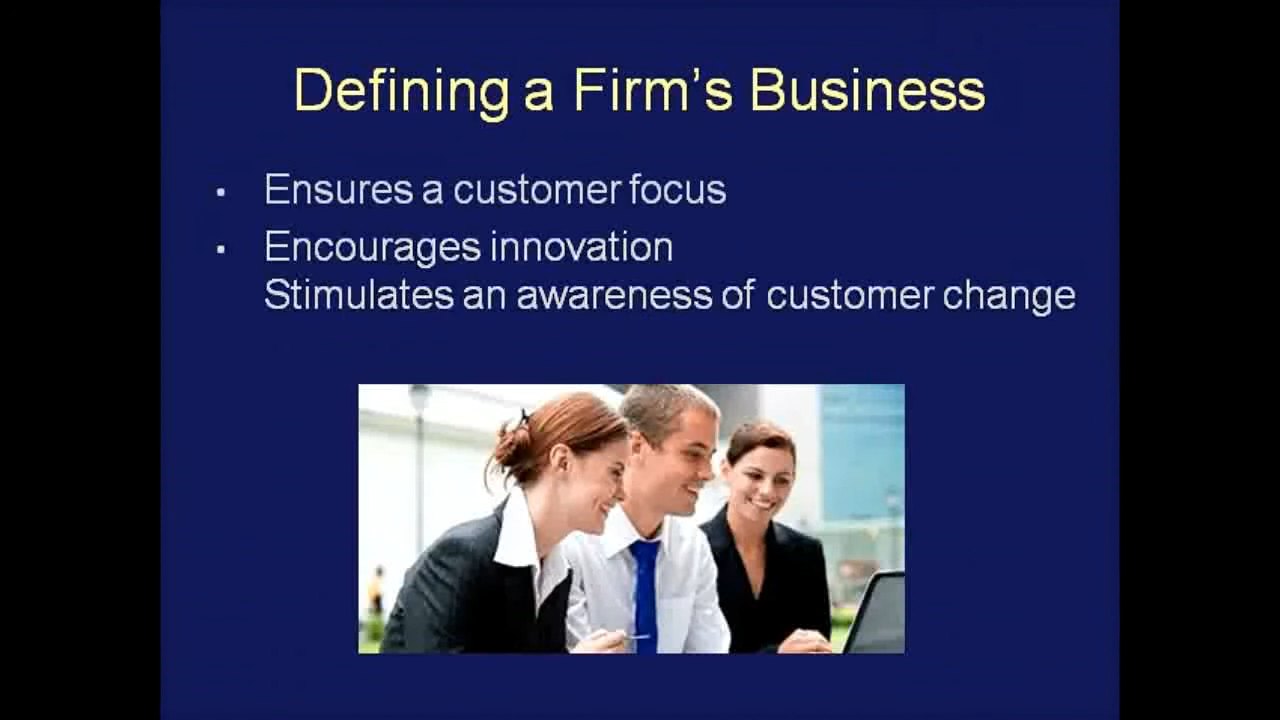 Defining a Firm’s Business
▪ Ensures a customer focus
▪ Encourages innovation
Stimulates an awareness of customer change